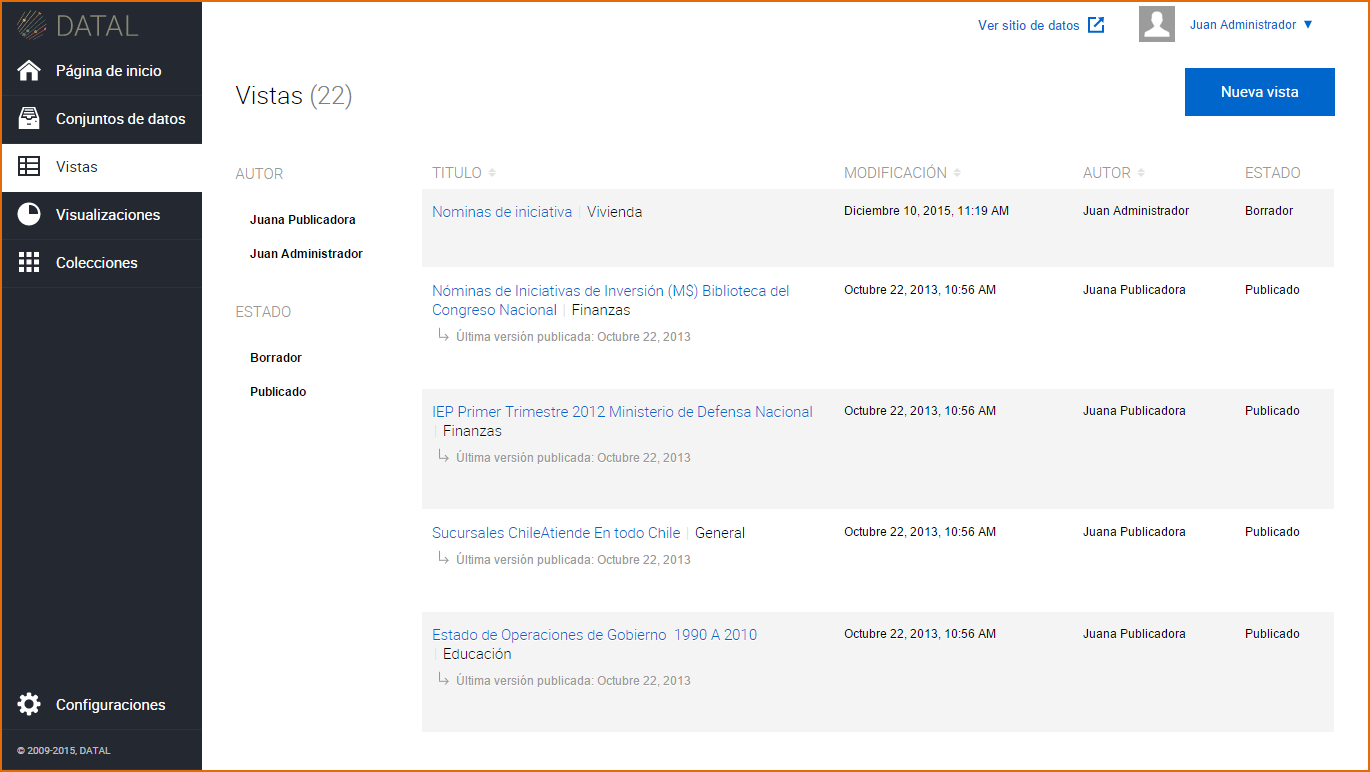 DATAL
Ver sitio de datos
Juan Administrador ▼
Página de inicio
Conjuntos de datos
Vistas
Visualizaciones
Colecciones
Configuraciones
© 2009-2015, DATAL
Vistas (22)
Nueva vista
AUTOR
Juana Publicadora
Juan Administrador
ESTADO
Borrador
Publicado
TITULO MODIFICACIÓN AUTOR ESTADO
Nominas de iniciativa | Vivienda Diciembre 10, 2015, 11:19 AM Juan Administrador Borrador
Nóminas de Iniciativas de Inversión (M$) Biblioteca del Octubre 22, 2013, 10:56 AM Juana Publicadora Publicado
Congreso Nacional | Finanzas
Última versión publicada: Octubre 22, 2013
IEP Primer Trimestre 2012 Ministerio de Defensa Nacional Octubre 22, 2013, 10:56 AM Juana Publicadora Publicado
| Finanzas
Última versión publicada: Octubre 22, 2013
Sucursales ChileAtiende En todo Chile | General Octubre 22, 2013, 10:56 AM Juana Publicadora Publicado
Última versión publicada: Octubre 22, 2013
Estado de Operaciones de Gobierno 1990 A 2010 Octubre 22, 2013, 10:56 AM Juana Publicadora Publicado
| Educación
Última versión publicada: Octubre 22, 2013